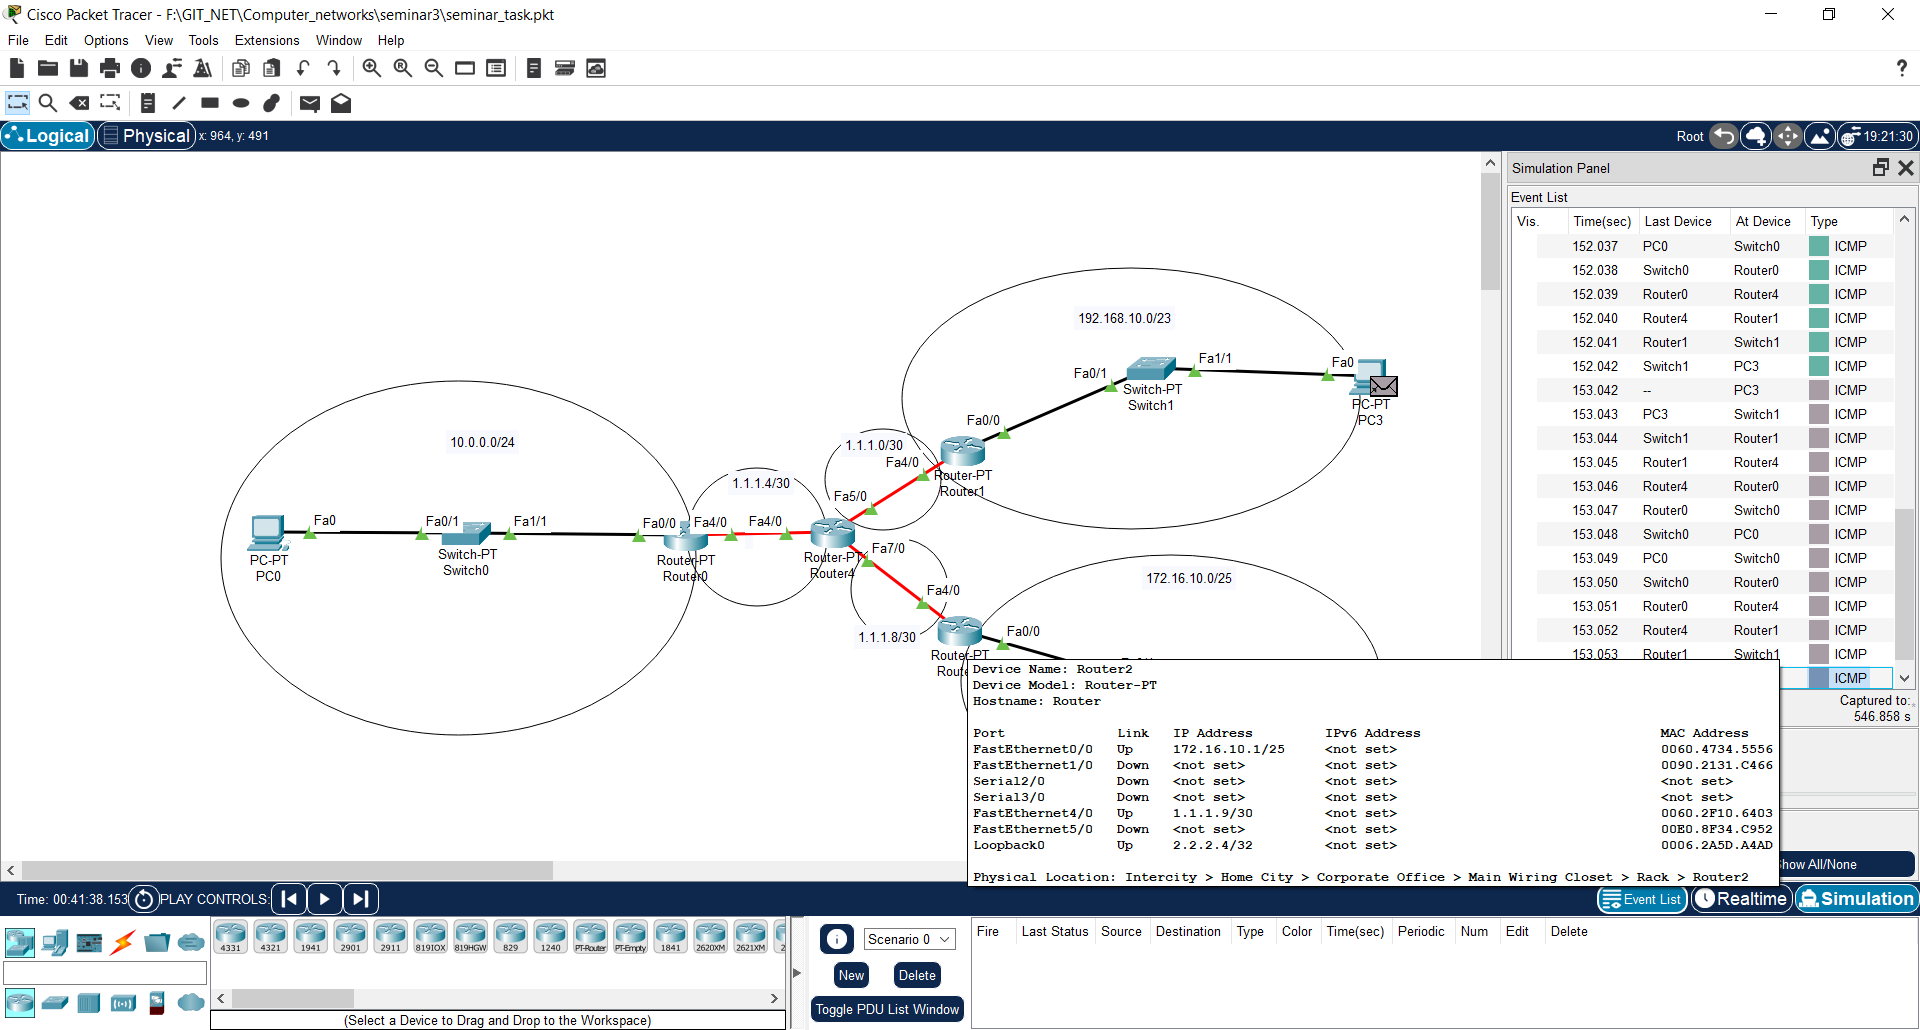 Cisco Packet Tracer - F:\GIT_NET\Computer_networks\seminar3\seminar_task.pkt
File Edit Options View Tools Extensions Window Help
?
Logical Physical x: 964, y: 491 Root 19:21:30
Simulation Panel
Event List
Vis. Time(sec) Last Device At Device Type
152.037 PC0 Switch0 ICMP
152.038 Switch0 Router0 ICMP
152.039 Router0 Router4 ICMP
152.040 Router4 Router1 ICMP
152.041 Router1 Switch1 ICMP
152.042 Switch1 PC3 ICMP
153.042 -- PC3 ICMP
153.043 PC3 Switch1 ICMP
153.044 Switch1 Router1 ICMP
153.045 Router1 Router4 ICMP
153.046 Router4 Router0 ICMP
153.047 Router0 Switch0 ICMP
153.048 Switch0 PC0 ICMP
153.049 PC0 Switch0 ICMP
153.050 Switch0 Router0 ICMP
153.051 Router0 Router4 ICMP
153.052 Router4 Router1 ICMP
153.053 Router1 Switch1 ICMP
ICMP
Captured to:
546.858 s
192.168.10.0/23
Fa0/1
Fa1/1
Fa0
Switch-PT
Switch1
PC-PT
PC3
Fa0/0
1.1.1.0/30
Fa4/0
Router-PT
Router1
Fa5/0
10.0.0.0/24
1.1.1.4/30
Fa0
Fa0/1
Fa1/1
Fa0/0
Fa4/0
Fa4/0
PC-PT
PC0
Switch-PT
Switch0
Router-PT
Router0
Router-PT
Router4
Fa7/0
Fa4/0
1.1.1.8/30
172.16.10.0/25
Fa0/0
Router-PT
Device Name: Router2
Device Model: Router-PT
Hostname: Router
Port Link IP Address IPv6 Address MAC Address
FastEthernet0/0 Up 172.16.10.1/25 <not set> 0060.4734.5556
FastEthernet1/0 Down <not set> <not set> 0090.2131.C466
Serial2/0 Down <not set> <not set> <not set>
Serial3/0 Down <not set> <not set> <not set>
FastEthernet4/0 Up 1.1.1.9/30 <not set> 0060.2F10.6403
FastEthernet5/0 Down <not set> <not set> 00E0.8F34.C952
Loopback0 Up 2.2.2.4/32 <not set> 0006.2A5D.A4AD
Physical Location: Intercity > Home City > Corporate Office > Main Wiring Closet > Rack > Router2
Show All/None
Time: 00:41:38.153 PLAY CONTROLS: Event List Realtime Simulation
4331 4321 1941 2901 2911 819IOX 819HGW 829 1240 PT-Router PT-Empty 1841 2620XM 2621XM
(Select a Device to Drag and Drop to the Workspace)
Scenario 0
New Delete
Toggle PDU List Window
Fire Last Status Source Destination Type Color Time(sec) Periodic Num Edit Delete